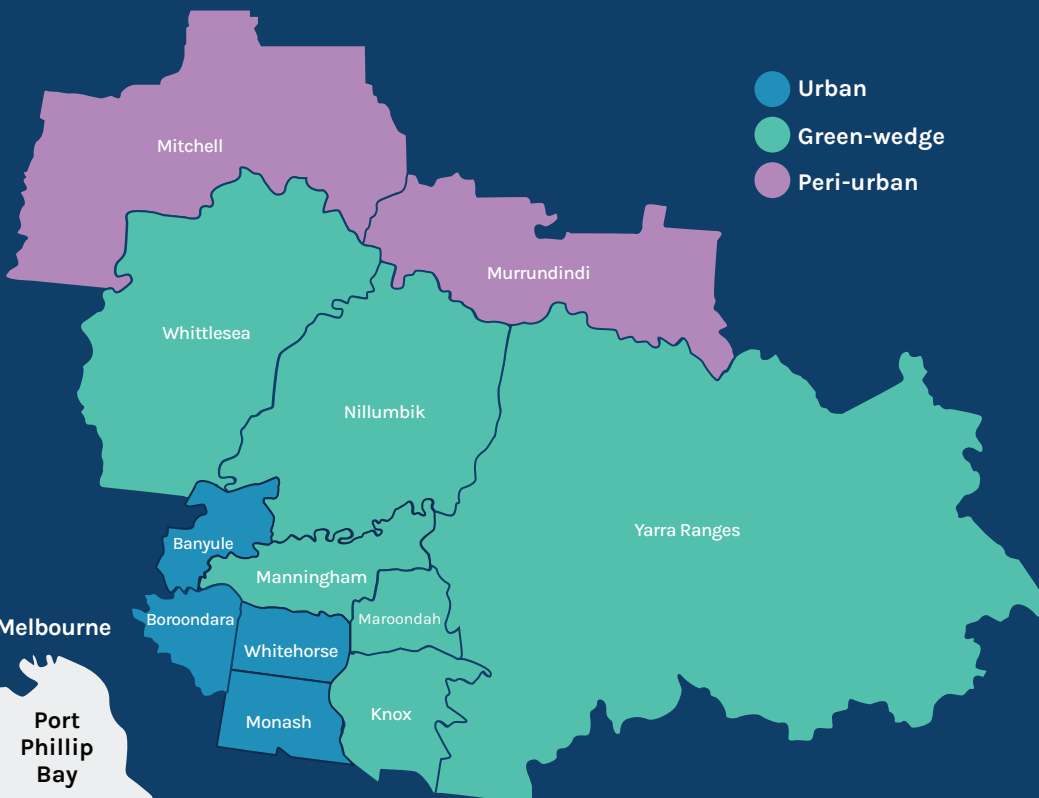 Urban
Green-wedge
Peri-urban
Mitchell
Murrundindi
Whittlesea
Nillumbik
Yarra Ranges
Banyule
Manningham
Boroondara
Maroondah
Melbourne
Whitehorse
Knox
Monash
Port
Phillip
Bay